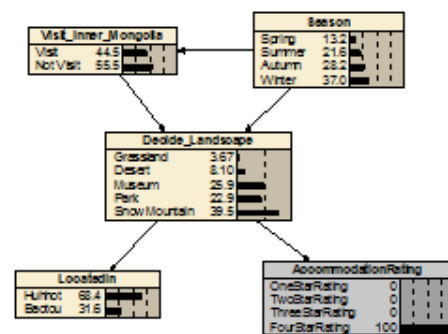 Visit_Inner_Mongolia
Visit 44.5
Not Visit 55.5
Season
Spring 13.2
Summer 21.6
Autumn 28.2
Winter 37.0
Decide_Landscape
Grassland 3.67
Desert 8.10
Museum 25.9
Park 22.9
SnowMountain 39.5
LocatedIn
Huhhot 68.4
Baotou 31.6
AccommodationRating
OneStarRating 0
TwoStarRating 0
ThreeStarRating 0
FourStarRating 100